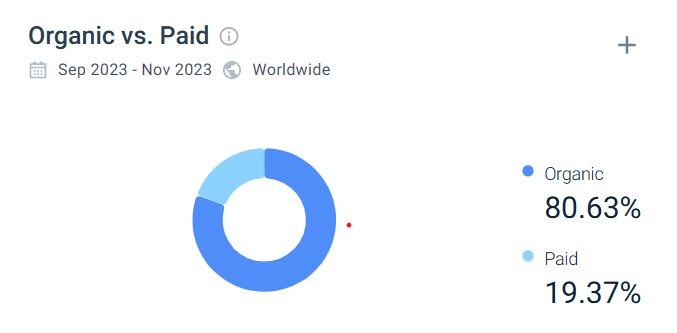 Organic vs. Paid
Sep 2023 - Nov 2023 Worldwide
Organic
80.63%
Paid
19.37%